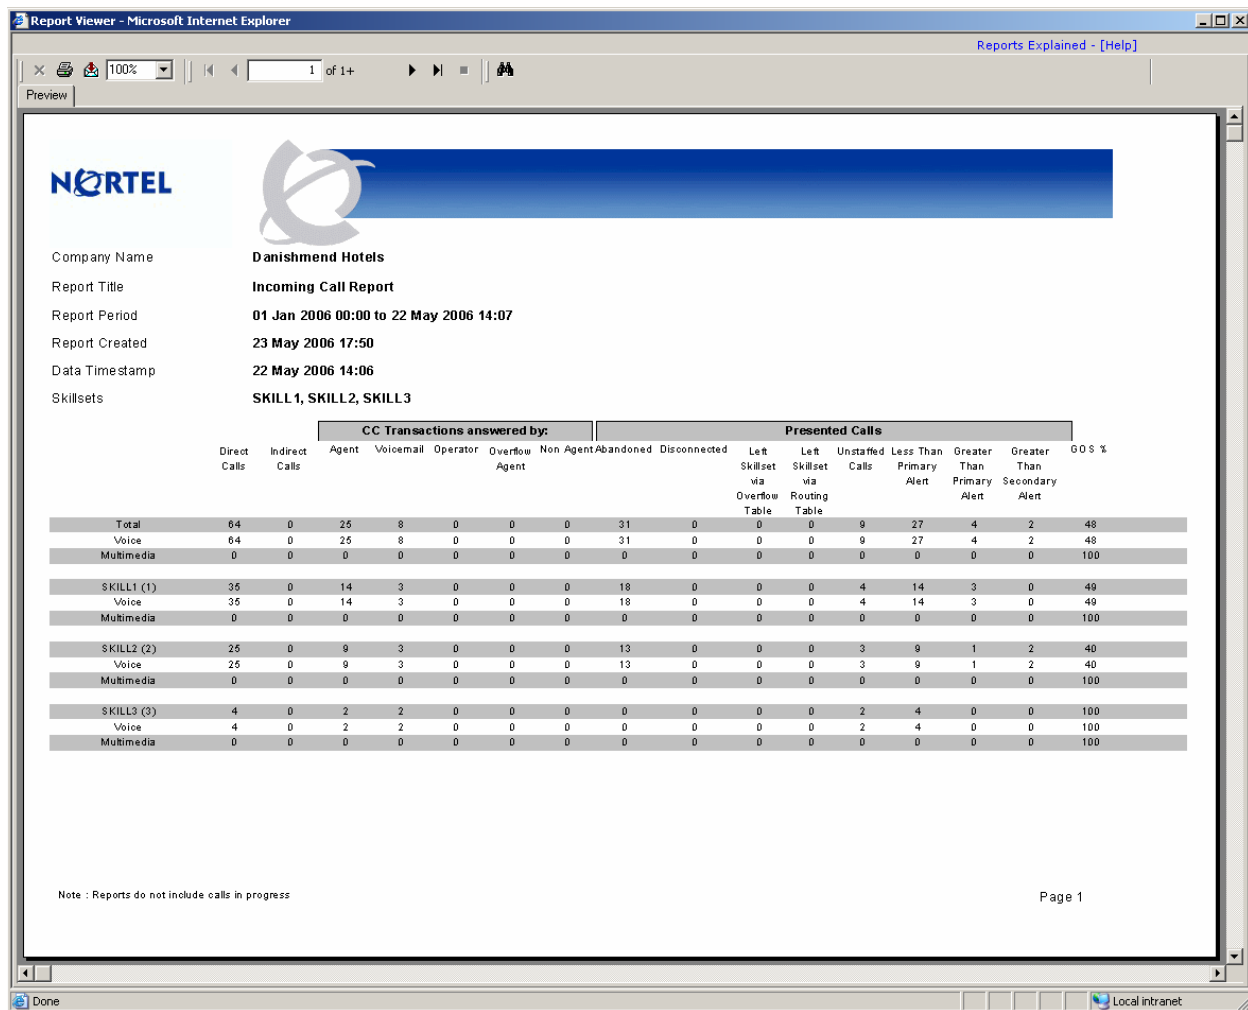 Report Viewer - Microsoft Internet Explorer
Reports Explained - [Help]
100% 1 of 1+
Preview
NORTEL
Company Name Danishmend Hotels
Report Title Incoming Call Report
Report Period 01 Jan 2006 00:00 to 22 May 2006 14:07
Report Created 23 May 2006 17:50
Data Timestamp 22 May 2006 14:06
Skillsets SKILL1, SKILL2, SKILL3
CC Transactions answered by: Presented Calls
Direct Calls Indirect Calls Agent Voicemail Operator Overflow Agent Non Agent Abandoned Disconnected Left Skillset via Overflow Table Left Skillset via Routing Table Unstaffed Calls Less Than Primary Alert Greater Than Primary Alert Greater Than Secondary Alert GOS %
Total 64 0 25 8 0 0 0 31 0 0 0 9 27 4 2 48
Voice 64 0 25 8 0 0 0 31 0 0 0 9 27 4 2 48
Multimedia 0 0 0 0 0 0 0 0 0 0 0 0 0 0 0 100
SKILL1 (1) 35 0 14 3 0 0 0 18 0 0 0 4 14 3 0 49
Voice 35 0 14 3 0 0 0 18 0 0 0 4 14 3 0 49
Multimedia 0 0 0 0 0 0 0 0 0 0 0 0 0 0 0 100
SKILL2 (2) 25 0 9 3 0 0 0 13 0 0 0 3 9 1 2 40
Voice 25 0 9 3 0 0 0 13 0 0 0 3 9 1 2 40
Multimedia 0 0 0 0 0 0 0 0 0 0 0 0 0 0 0 100
SKILL3 (3) 4 0 2 2 0 0 0 0 0 0 0 2 4 0 0 100
Voice 4 0 2 2 0 0 0 0 0 0 0 2 4 0 0 100
Multimedia 0 0 0 0 0 0 0 0 0 0 0 0 0 0 0 100
Note : Reports do not include calls in progress
Page 1
Done
Local intranet